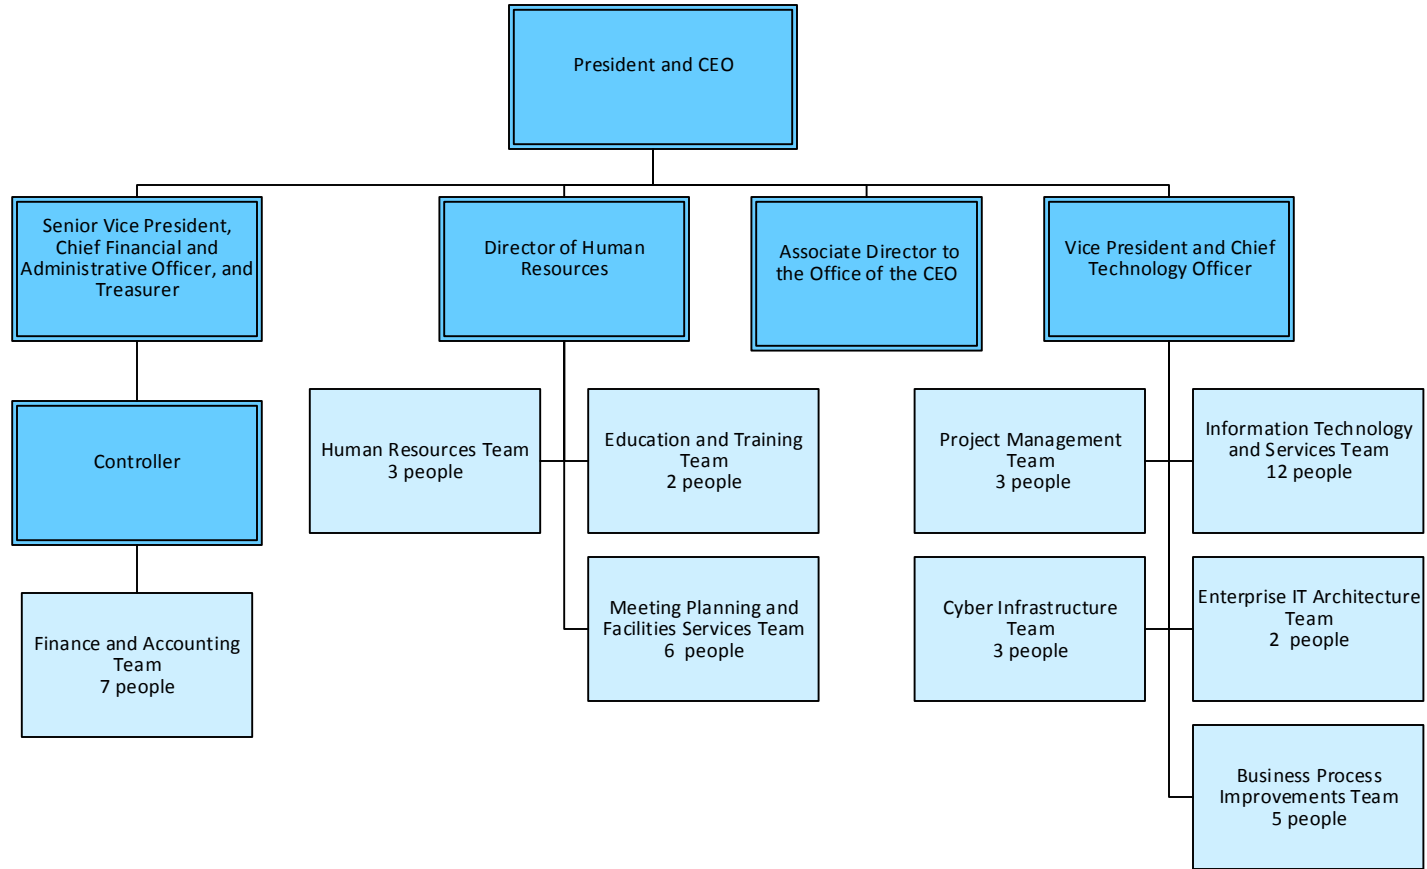 President and CEO
Senior Vice President,
Chief Financial and
Administrative Officer, and
Treasurer
Director of Human
Resources
Associate Director to
the Office of the CEO
Vice President and Chief
Technology Officer
Controller
Human Resources Team
3 people
Education and Training
Team
2 people
Project Management
Team
3 people
Information Technology
and Services Team
12 people
Finance and Accounting
Team
7 people
Meeting Planning and
Facilities Services Team
6 people
Cyber Infrastructure
Team
3 people
Enterprise IT Architecture
Team
2 people
Business Process
Improvements Team
5 people